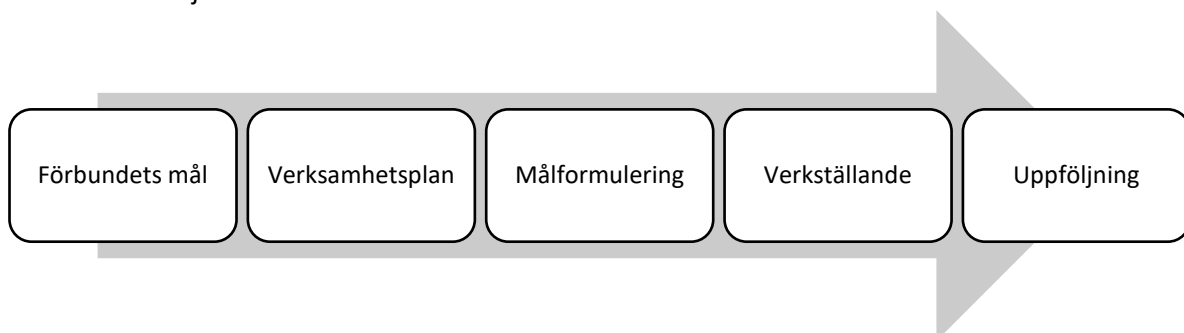 Förbundets mål
Verksamhetsplan
Målformulering
Verkställande
Uppföljning